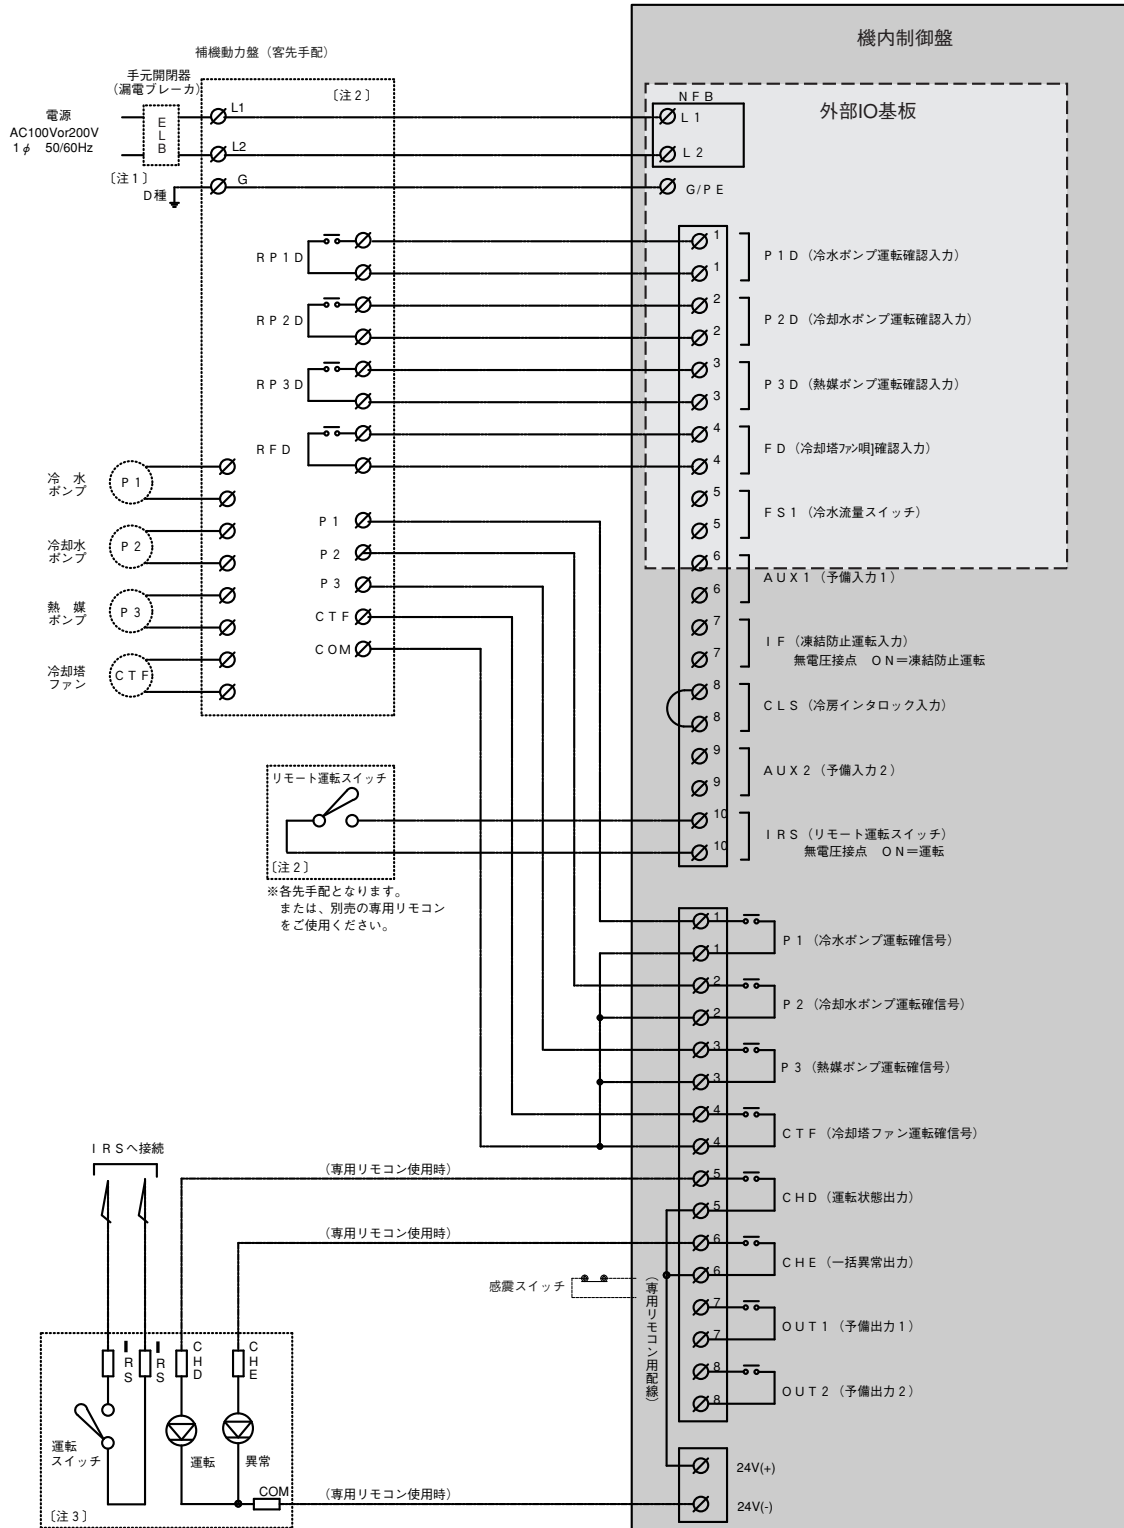 機内制御盤
補機動力盤（客先手配）
手元開閉器
（漏電ブレーカ）
〔注２〕
ＮＦＢ
外部IO基板
電源
AC100Vor200V
1φ　50/60Hz
ＥＬＢ
L1
Ｌ１
L2
Ｌ２
〔注１〕
Ｄ種
G
Ｇ/ＰＥ
ＲＰ１Ｄ
1
1
Ｐ１Ｄ（冷水ポンプ運転確認入力）
ＲＰ２Ｄ
2
2
Ｐ２Ｄ（冷却水ポンプ運転確認入力）
ＲＰ３Ｄ
3
3
Ｐ３Ｄ（熱媒ポンプ運転確認入力）
ＲＦＤ
4
4
ＦＤ（冷却塔ﾌｧﾝ唄]確認入力）
冷　水
ポンプ
Ｐ１
5
5
ＦＳ１（冷水流量スイッチ）
Ｐ１
冷却水
ポンプ
Ｐ２
Ｐ２
6
6
ＡＵＸ１（予備入力１）
Ｐ３
熱　媒
ポンプ
Ｐ３
ＣＴＦ
7
7
ＩＦ（凍結防止運転入力）
無電圧接点　ＯＮ＝凍結防止運転
ＣＯＭ
冷却塔
ファン
ＣＴＦ
8
8
ＣＬＳ（冷房インタロック入力）
9
9
ＡＵＸ２（予備入力２）
リモート運転スイッチ
〔注２〕
10
10
ＩＲＳ（リモート運転スイッチ）
無電圧接点　ＯＮ＝運転
※各先手配となります。
または、別売の専用リモコン
をご使用ください。
1
1
Ｐ１（冷水ポンプ運転確信号）
2
2
Ｐ２（冷却水ポンプ運転確信号）
3
3
Ｐ３（熱媒ポンプ運転確信号）
4
4
ＣＴＦ（冷却塔ファン運転確信号）
ＩＲＳへ接続
（専用リモコン使用時）
5
5
ＣＨＤ（運転状態出力）
（専用リモコン使用時）
6
6
ＣＨＥ（一括異常出力）
感震スイッチ
（専用リモコン用配線）
7
7
ＯＵＴ１（予備出力１）
8
8
ＯＵＴ２（予備出力２）
ＩＲＳ
ＩＲＳ
ＣＨＤ
ＣＨＥ
運転
スイッチ
運転
異常
24V(+)
COM
（専用リモコン使用時）
24V(-)
〔注３〕